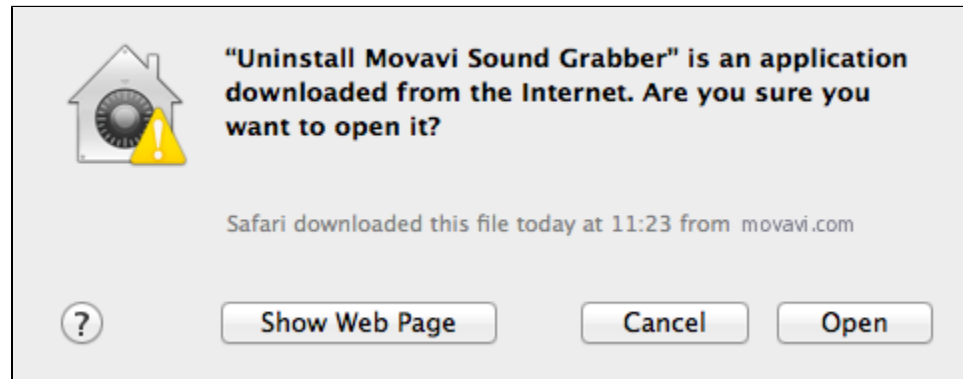 “Uninstall Movavi Sound Grabber” is an application
downloaded from the Internet. Are you sure you
want to open it?
Safari downloaded this file today at 11:23 from movavi.com
?
Show Web Page
Cancel
Open